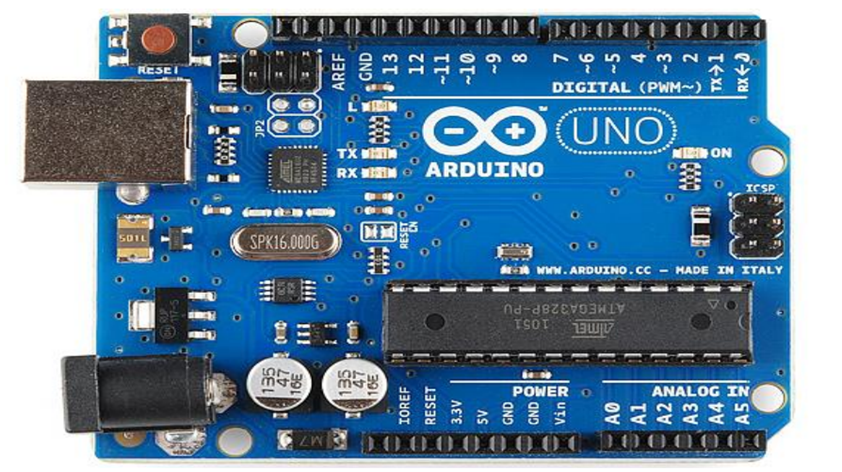 RESET
AREF
GND
13
12
~11
~10
~9
8
7
~6
~5
4
~3
2
TX→1
RX←0
DIGITAL (PWM~)
JP2
L
TX
RX
ARDUINO
™
UNO
ON
ICSP
501L
SPK16.000G
RESET
EN
WWW.ARDUINO.CC – MADE IN ITALY
ATMEL
1051
ATMEGA328P-PU
135
47
16E
135
47
16E
M7
IOREF
RESET
3.3V
5V
GND
GND
Vin
POWER
ANALOG IN
A0
A1
A2
A3
A4
A5